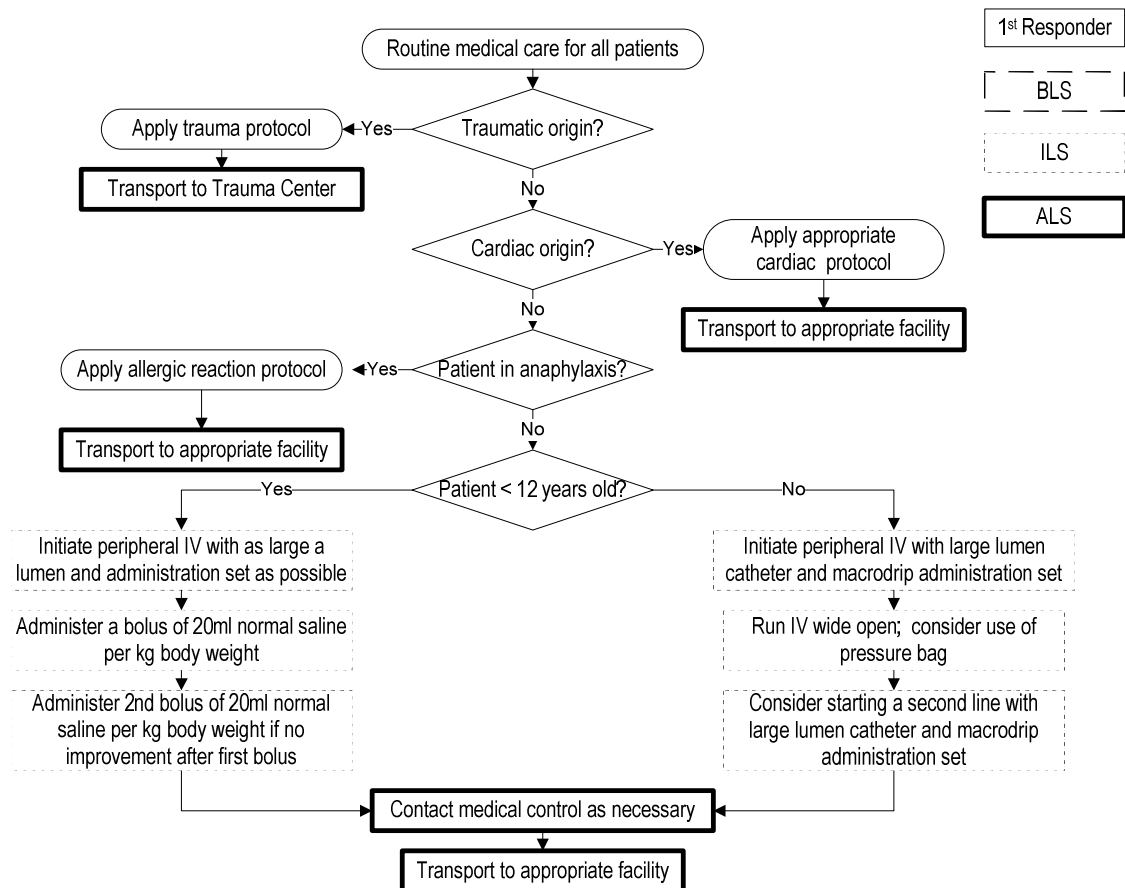 Routine medical care for all patients
1st Responder
BLS
ILS
ALS
Traumatic origin?
Yes
Apply trauma protocol
Transport to Trauma Center
No
Cardiac origin?
Yes
Apply appropriate
cardiac protocol
Transport to appropriate facility
No
Patient in anaphylaxis?
Yes
Apply allergic reaction protocol
Transport to appropriate facility
No
Patient < 12 years old?
Yes
Initiate peripheral IV with as large a
lumen and administration set as possible
Administer a bolus of 20ml normal saline
per kg body weight
Administer 2nd bolus of 20ml normal
saline per kg body weight if no
improvement after first bolus
No
Initiate peripheral IV with large lumen
catheter and macrodrip administration set
Run IV wide open; consider use of
pressure bag
Consider starting a second line with
large lumen catheter and macrodrip
administration set
Contact medical control as necessary
Transport to appropriate facility